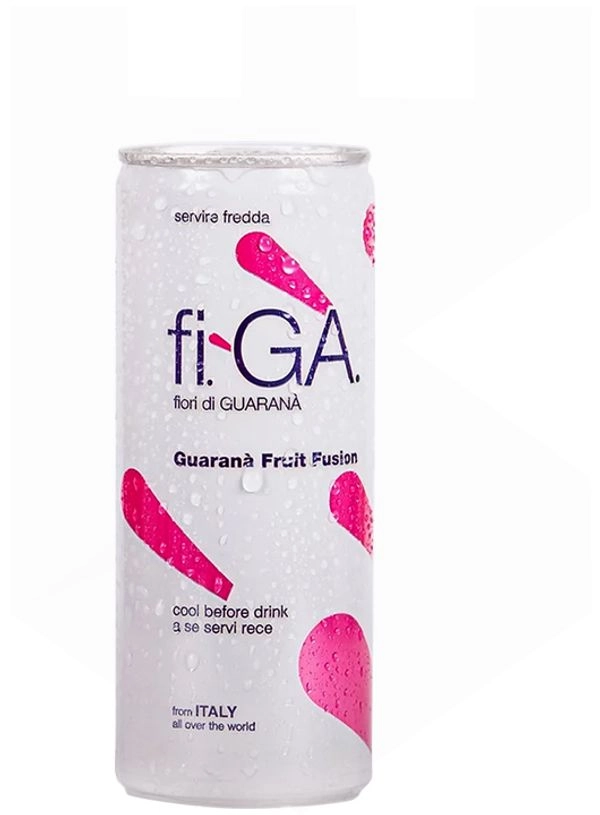 servire fredda
fi. GA.
fiori di GUARANÀ
Guaranà Fruit Fusion
cool before drink
a se servi rece
from ITALY
all over the world